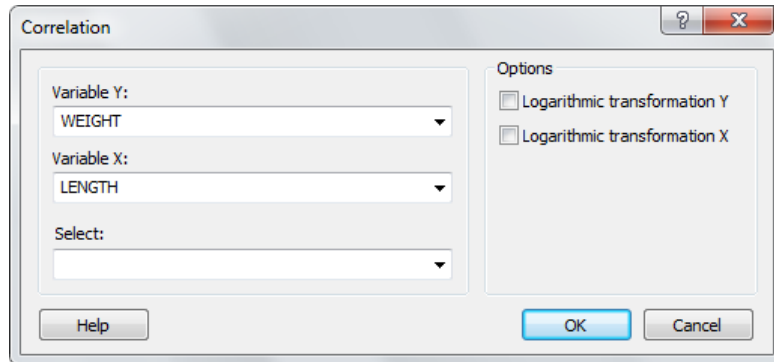 Correlation
?
X
Variable Y:
WEIGHT
Variable X:
LENGTH
Select:
Options
Logarithmic transformation Y
Logarithmic transformation X
Help
OK
Cancel